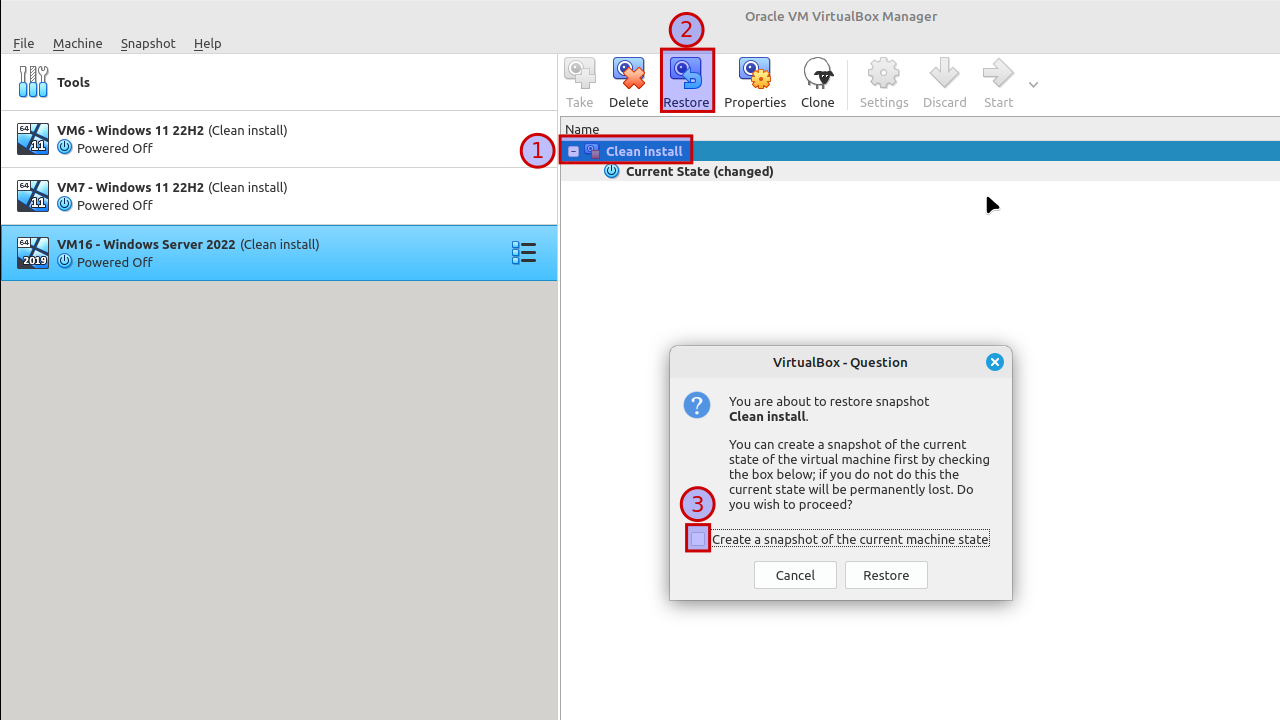 Oracle VM VirtualBox Manager
2
File Machine Snapshot Help
Tools
Take Delete Restore Properties Clone Settings Discard Start
Name
1
Clean install
Current State (changed)
64
11
VM6 - Windows 11 22H2 (Clean install)
Powered Off
64
11
VM7 - Windows 11 22H2 (Clean install)
Powered Off
64
2019
VM16 - Windows Server 2022 (Clean install)
Powered Off
VirtualBox - Question
?
You are about to restore snapshot
Clean install.
You can create a snapshot of the current
state of the virtual machine first by checking
the box below; if you do not do this the
current state will be permanently lost. Do
you wish to proceed?
3
Create a snapshot of the current machine state
Cancel Restore